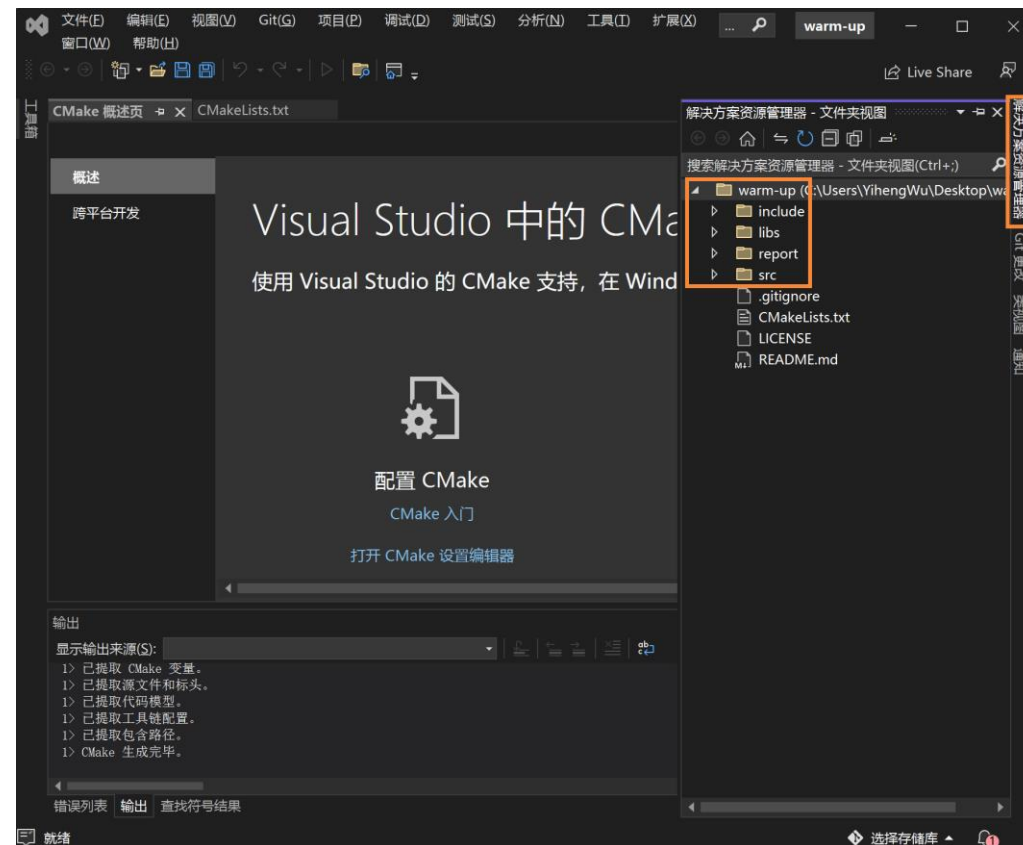 文件(F) 编辑(E) 视图(V) Git(G) 项目(P) 调试(D) 测试(S) 分析(N) 工具(T) 扩展(X) ... warm-up
窗口(W) 帮助(H)
Live Share
工具箱
CMake 概述页 CMakeLists.txt
概述
跨平台开发
Visual Studio 中的 CMa
使用 Visual Studio 的 CMake 支持，在 Wind
配置 CMake
CMake 入门
打开 CMake 设置编辑器
解决方案资源管理器 - 文件夹视图
搜索解决方案资源管理器 - 文件夹视图(Ctrl+;)
warm-up (C:\Users\YihengWu\Desktop\wa
include
libs
report
src
.gitignore
CMakeLists.txt
LICENSE
README.md
解决方案资源管理器
Git 更改
类视图
通知
输出
显示输出来源(S):
1> 已提取 CMake 变量。
1> 已提取源文件和标头。
1> 已提取代码模型。
1> 已提取工具链配置。
1> 已提取包含路径。
1> CMake 生成完毕。
错误列表 输出 查找符号结果
就绪
选择存储库
1